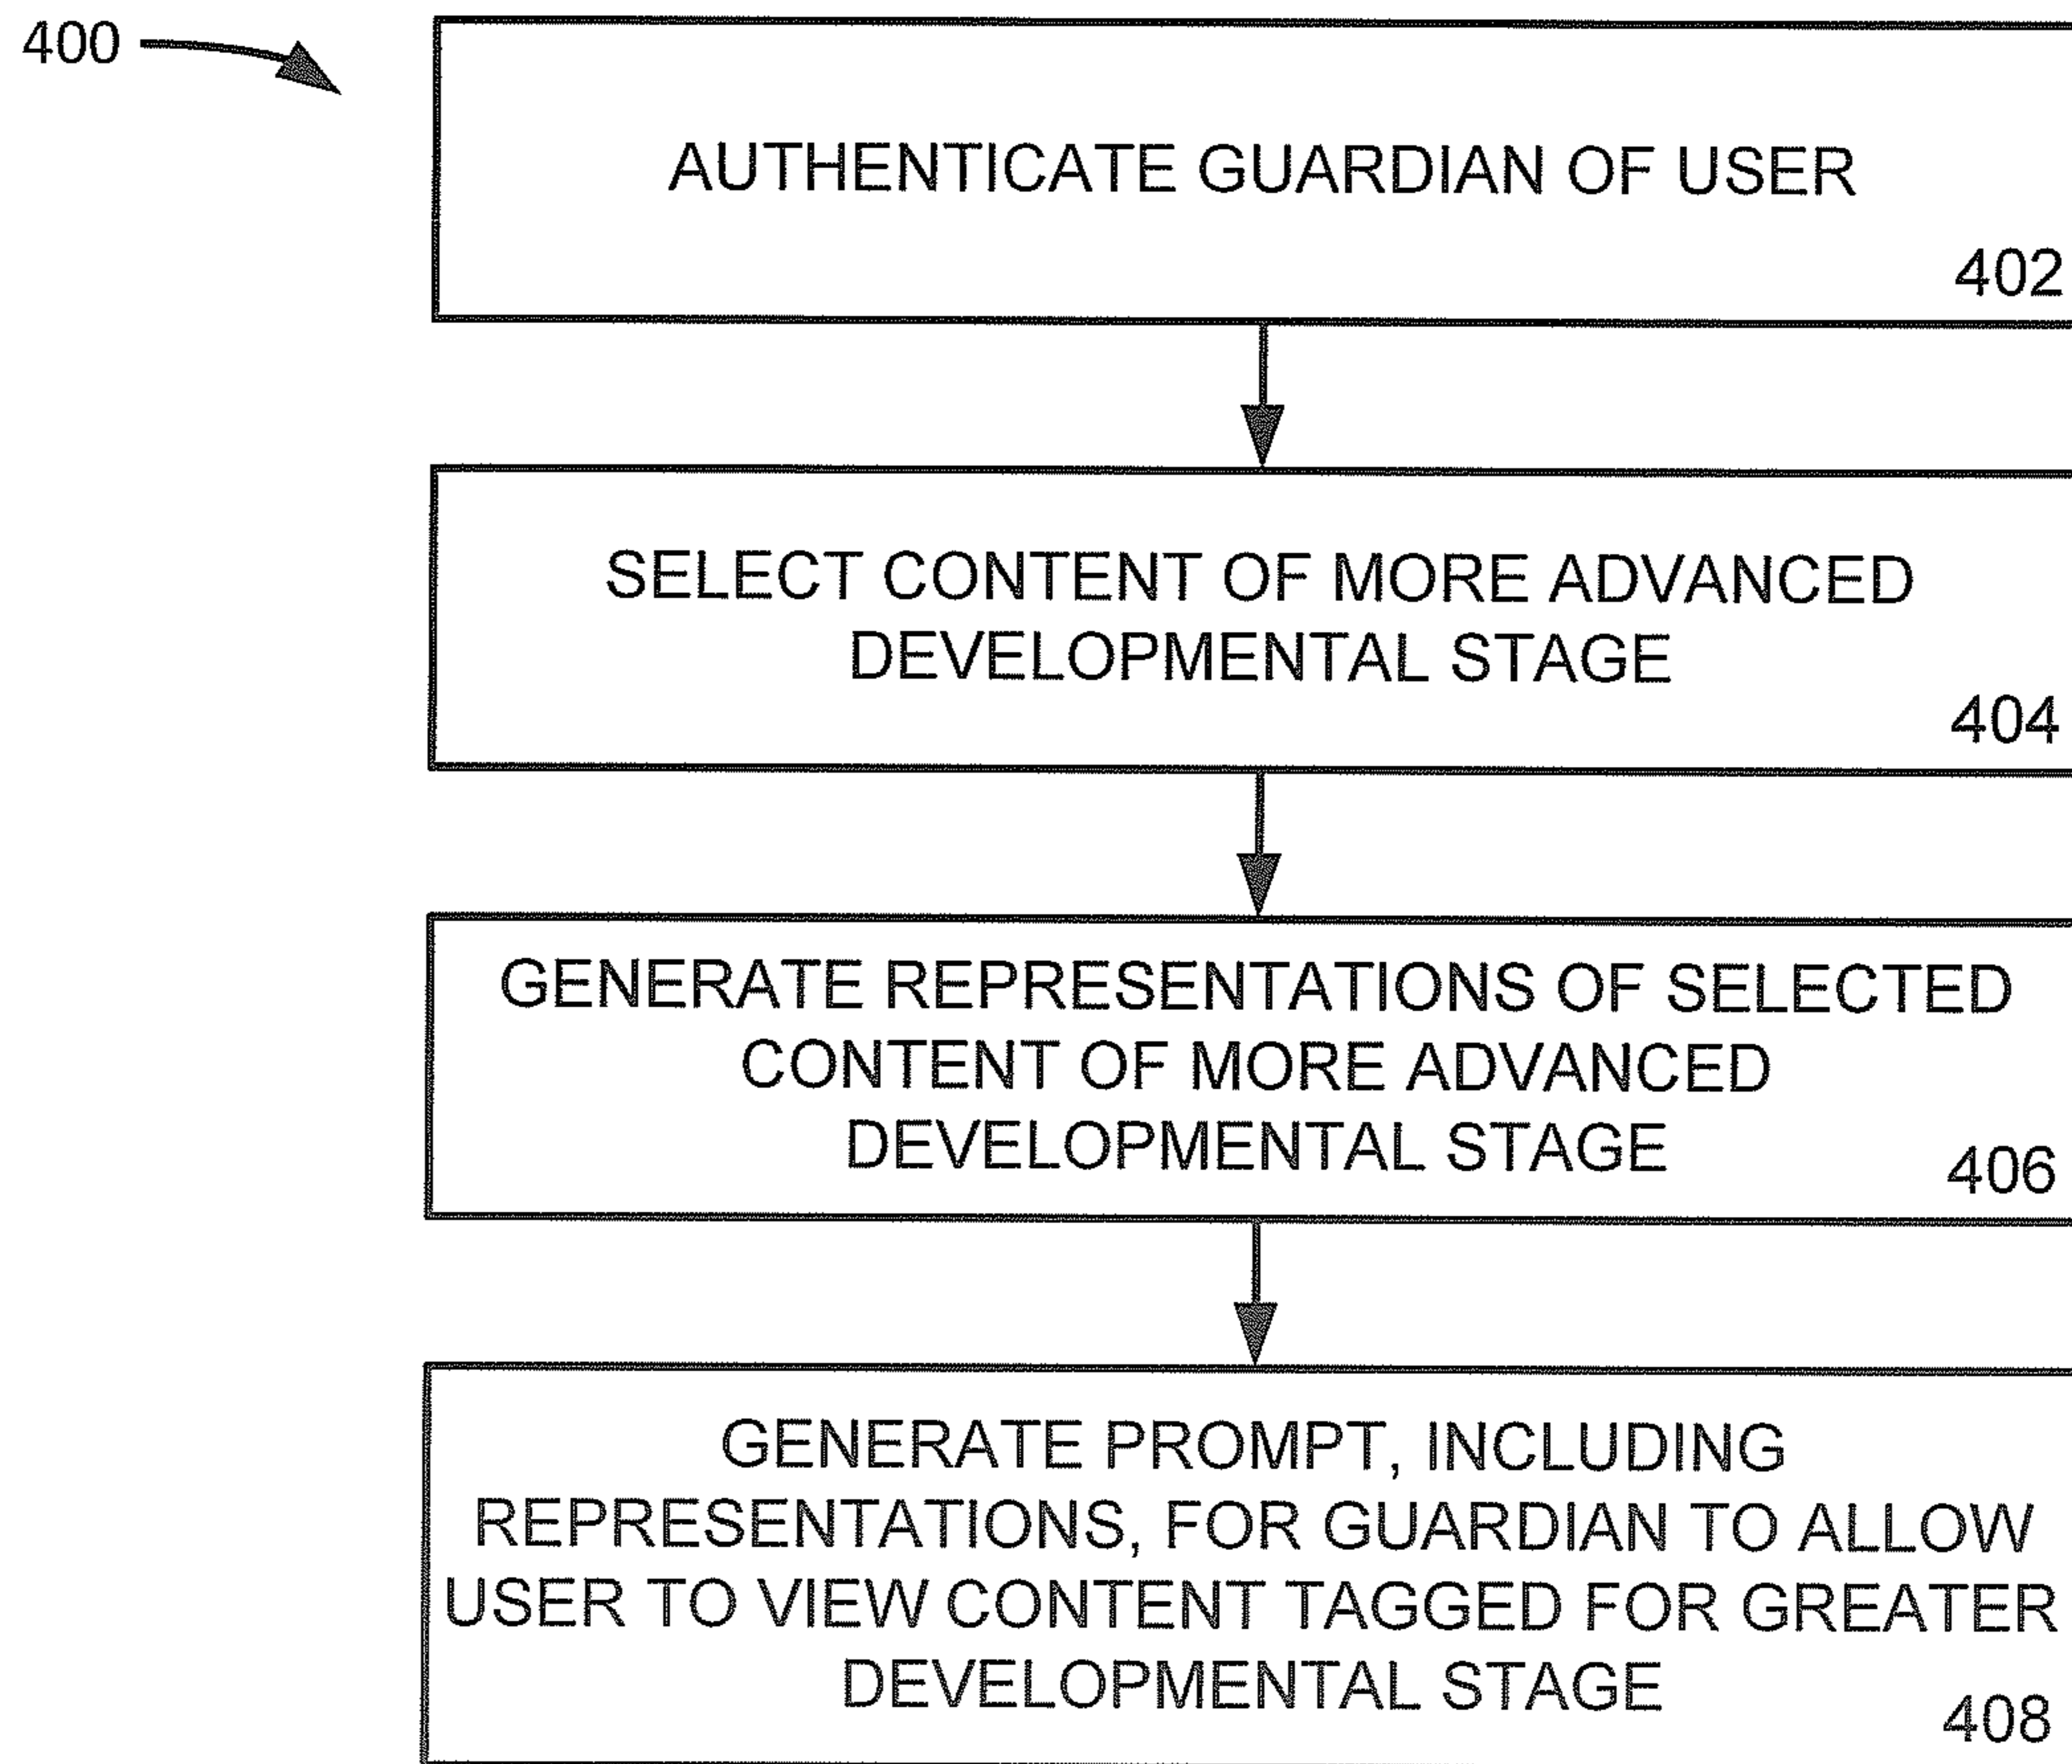 400
AUTHENTICATE GUARDIAN OF USER
402
SELECT CONTENT OF MORE ADVANCED
DEVELOPMENTAL STAGE
404
GENERATE REPRESENTATIONS OF SELECTED
CONTENT OF MORE ADVANCED
DEVELOPMENTAL STAGE
406
GENERATE PROMPT, INCLUDING
REPRESENTATIONS, FOR GUARDIAN TO ALLOW
USER TO VIEW CONTENT TAGGED FOR GREATER
DEVELOPMENTAL STAGE
408